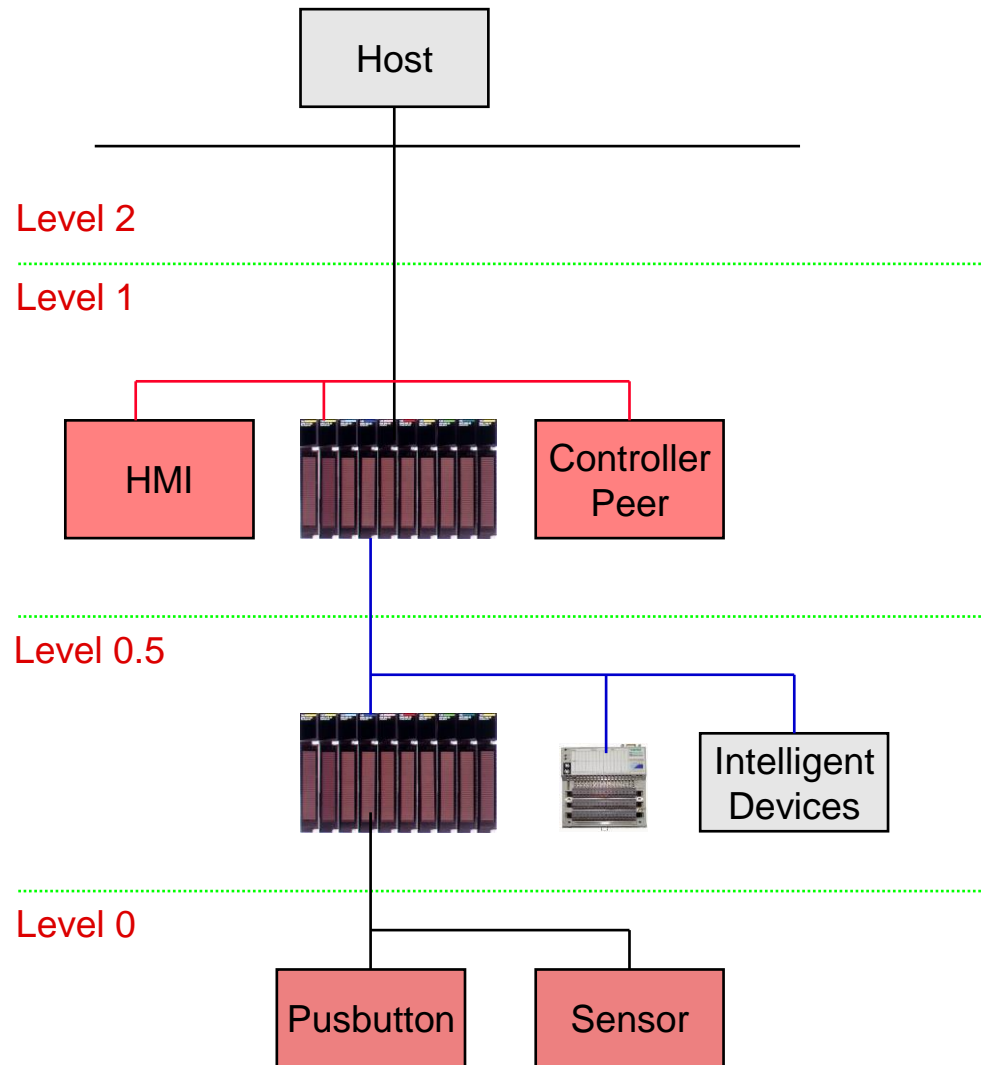 Host
Level 2
Level 1
HMI
Controller
Peer
Level 0.5
Intelligent
Devices
Level 0
Pusbutton
Sensor